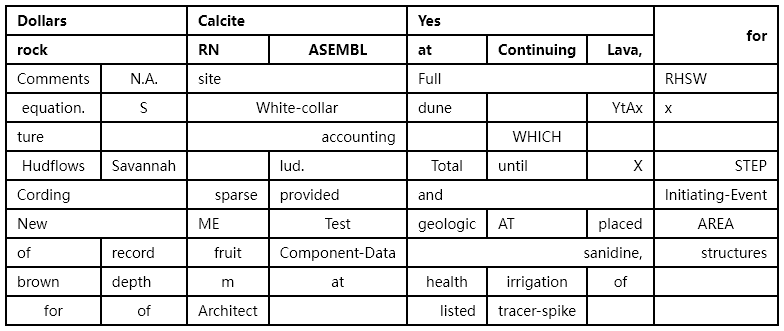 Dollars Calcite Yes for
rock RN ASEMBL at Continuing Lava,
Comments N.A. site Full RHSW
equation. S White-collar dune YtAx x
ture accounting WHICH
Hudflows Savannah lud. Total until X STEP
Cording sparse provided and Initiating-Event
New ME Test geologic AT placed AREA
of record fruit Component-Data sanidine, structures
brown depth m at health irrigation of
for of Architect listed tracer-spike